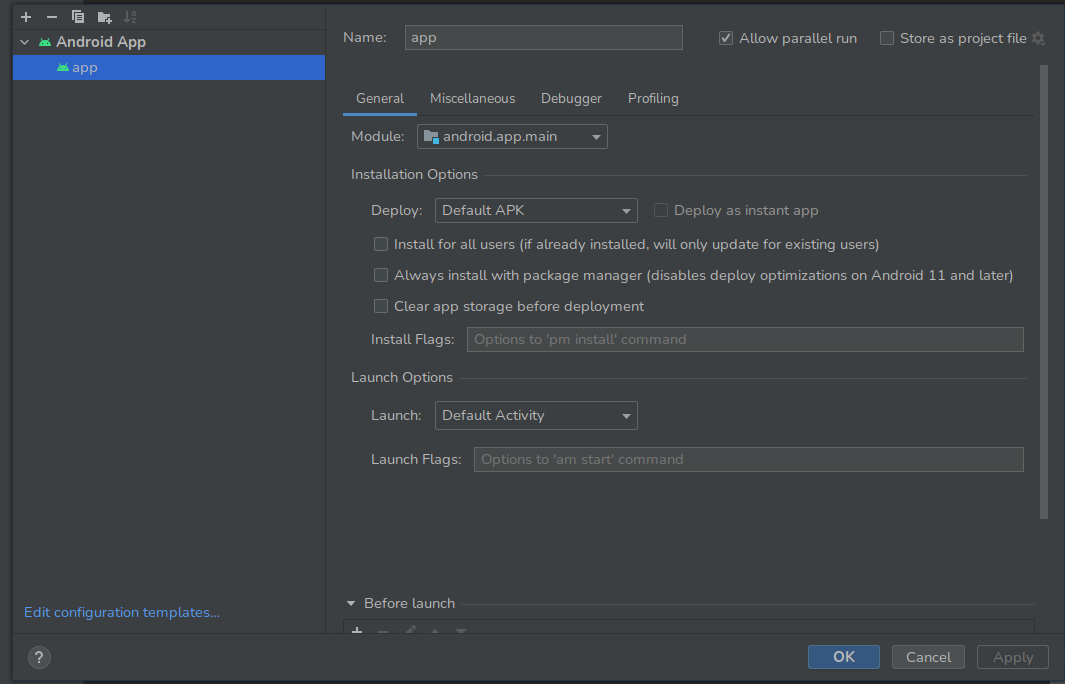 Android App
app
Edit configuration templates...
Name: app
Allow parallel run
Store as project file
General Miscellaneous Debugger Profiling
Module: android.app.main
Installation Options
Deploy: Default APK
Deploy as instant app
Install for all users (if already installed, will only update for existing users)
Always install with package manager (disables deploy optimizations on Android 11 and later)
Clear app storage before deployment
Install Flags: Options to 'pm install' command
Launch Options
Launch: Default Activity
Launch Flags: Options to 'am start' command
Before launch
? OK Cancel Apply